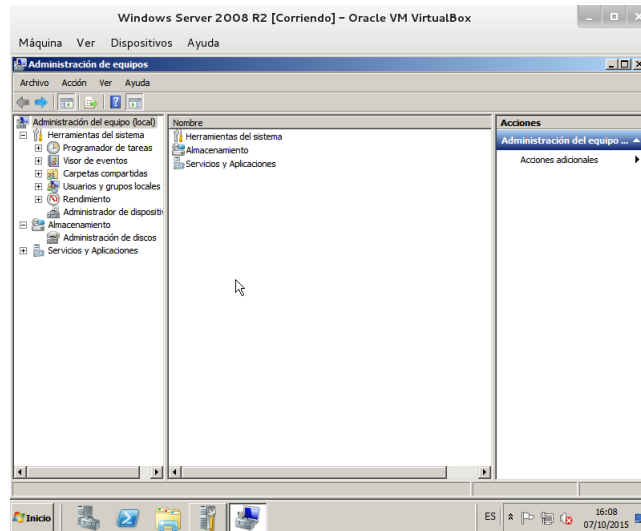 Windows Server 2008 R2 [Corriendo] - Oracle VM VirtualBox
Máquina Ver Dispositivos Ayuda
Administración de equipos
Archivo Acción Ver Ayuda
Administración del equipo (local)
Herramientas del sistema
Programador de tareas
Visor de eventos
Carpetas compartidas
Usuarios y grupos locales
Rendimiento
Administrador de dispositi
Almacenamiento
Administración de discos
Servicios y Aplicaciones
Nombre
Herramientas del sistema
Almacenamiento
Servicios y Aplicaciones
Acciones
Administración del equipo ...
Acciones adicionales
Inicio
ES
16:08
07/10/2015